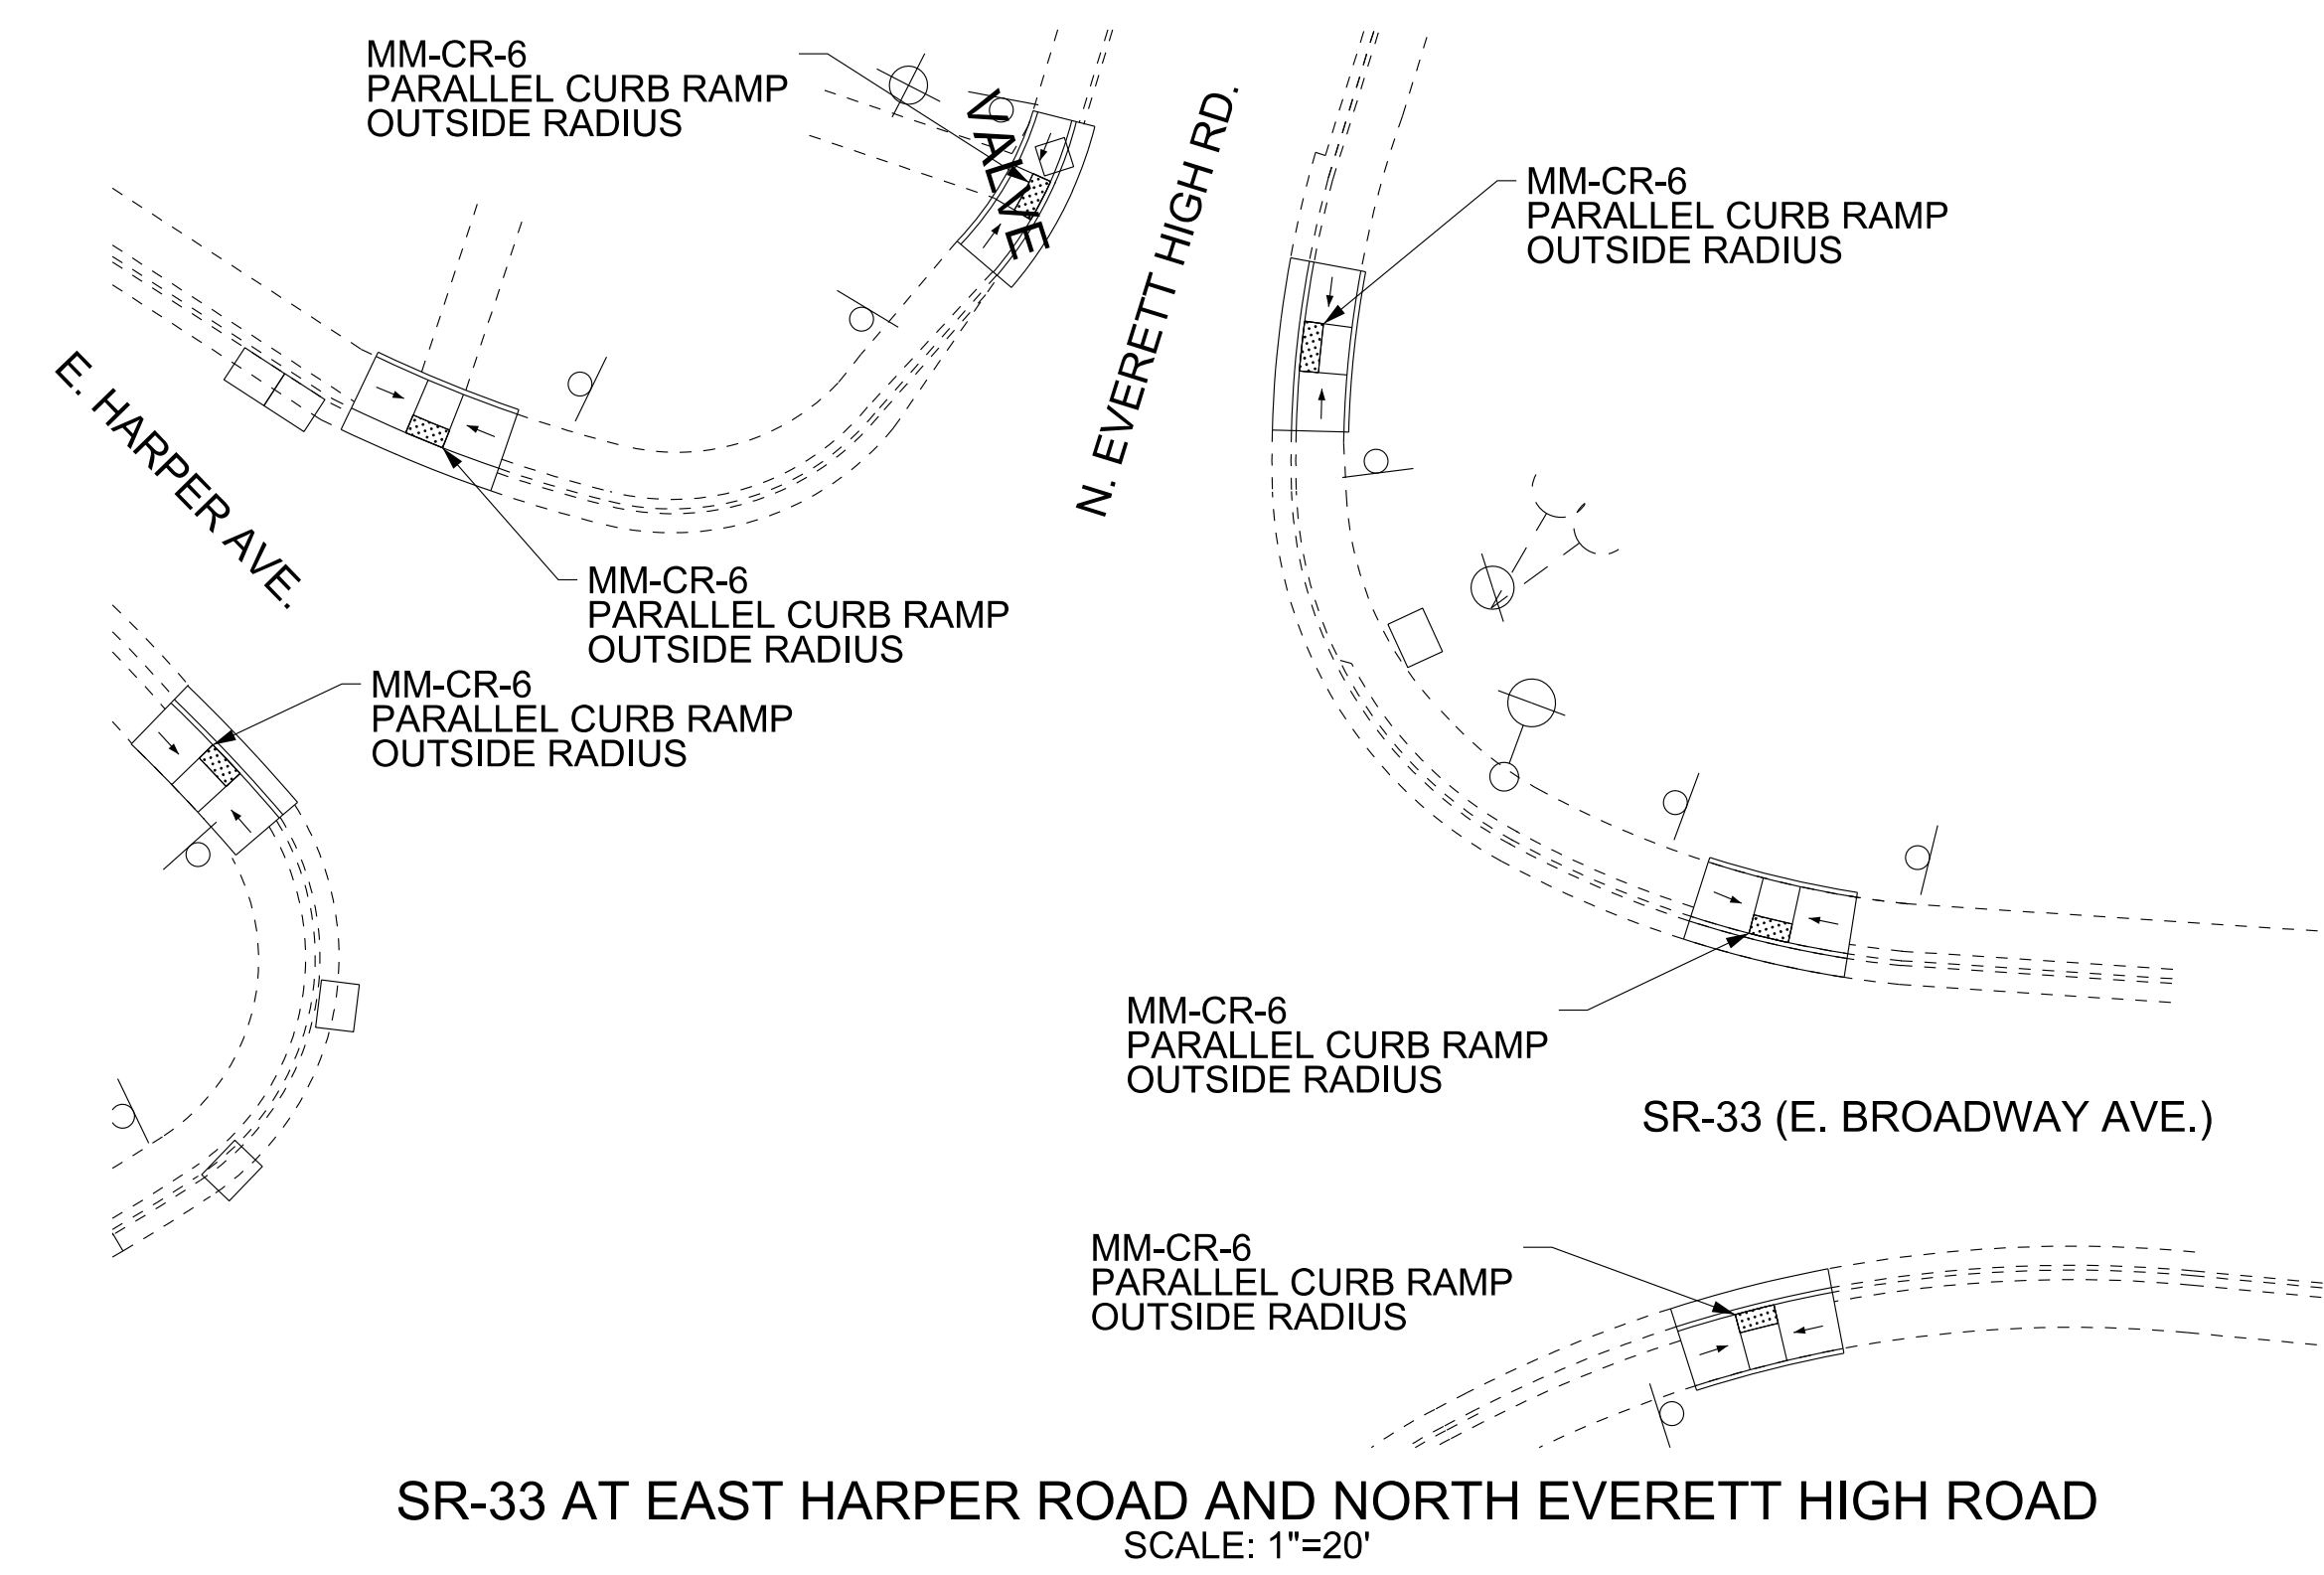 MM-CR-6
PARALLEL CURB RAMP
OUTSIDE RADIUS
VALVE
N. EVERETT HIGH RD.
MM-CR-6
PARALLEL CURB RAMP
OUTSIDE RADIUS
E. HARPER AVE.
MM-CR-6
PARALLEL CURB RAMP
OUTSIDE RADIUS
MM-CR-6
PARALLEL CURB RAMP
OUTSIDE RADIUS
MM-CR-6
PARALLEL CURB RAMP
OUTSIDE RADIUS
SR-33 (E. BROADWAY AVE.)
MM-CR-6
PARALLEL CURB RAMP
OUTSIDE RADIUS
SR-33 AT EAST HARPER ROAD AND NORTH EVERETT HIGH ROAD
SCALE: 1"=20'